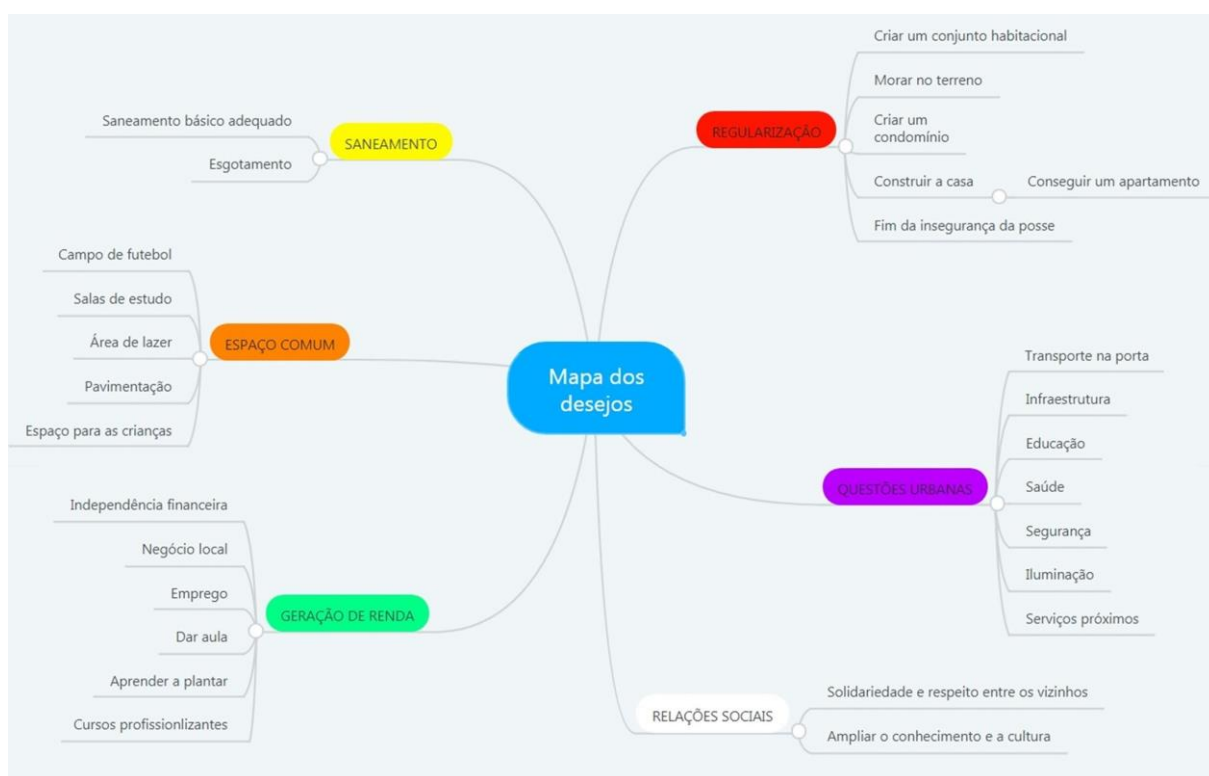 Mapa dos
desejos
SANEAMENTO
Saneamento básico adequado
Esgotamento
ESPAÇO COMUM
Campo de futebol
Salas de estudo
Área de lazer
Pavimentação
Espaço para as crianças
GERAÇÃO DE RENDA
Independência financeira
Negócio local
Emprego
Dar aula
Aprender a plantar
Cursos profissionlizantes
REGULARIZAÇÃO
Criar um conjunto habitacional
Morar no terreno
Criar um
condomínio
Construir a casa
Conseguir um apartamento
Fim da insegurança da posse
QUESTÕES URBANAS
Transporte na porta
Infraestrutura
Educação
Saúde
Segurança
Iluminação
Serviços próximos
RELAÇÕES SOCIAIS
Solidariedade e respeito entre os vizinhos
Ampliar o conhecimento e a cultura